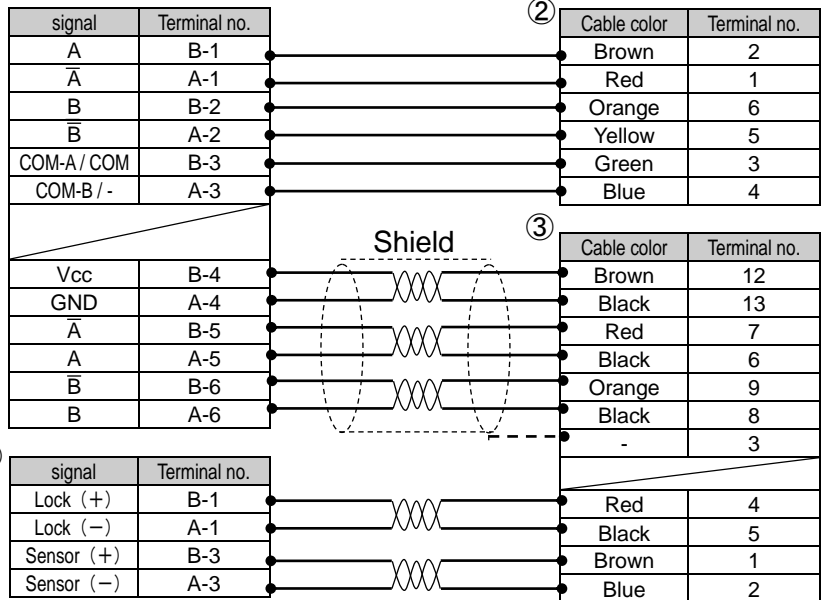 signal Terminal no.
A B-1
A̅ A-1
B B-2
B̅ A-2
COM-A / COM B-3
COM-B / - A-3
Vcc B-4
GND A-4
A̅ B-5
A A-5
B̅ B-6
B A-6
signal Terminal no.
Lock（+） B-1
Lock（−） A-1
Sensor（+） B-3
Sensor（−） A-3
Shield
②
Cable color Terminal no.
Brown 2
Red 1
Orange 6
Yellow 5
Green 3
Blue 4
③
Cable color Terminal no.
Brown 12
Black 13
Red 7
Black 6
Orange 9
Black 8
- 3
Red 4
Black 5
Brown 1
Blue 2